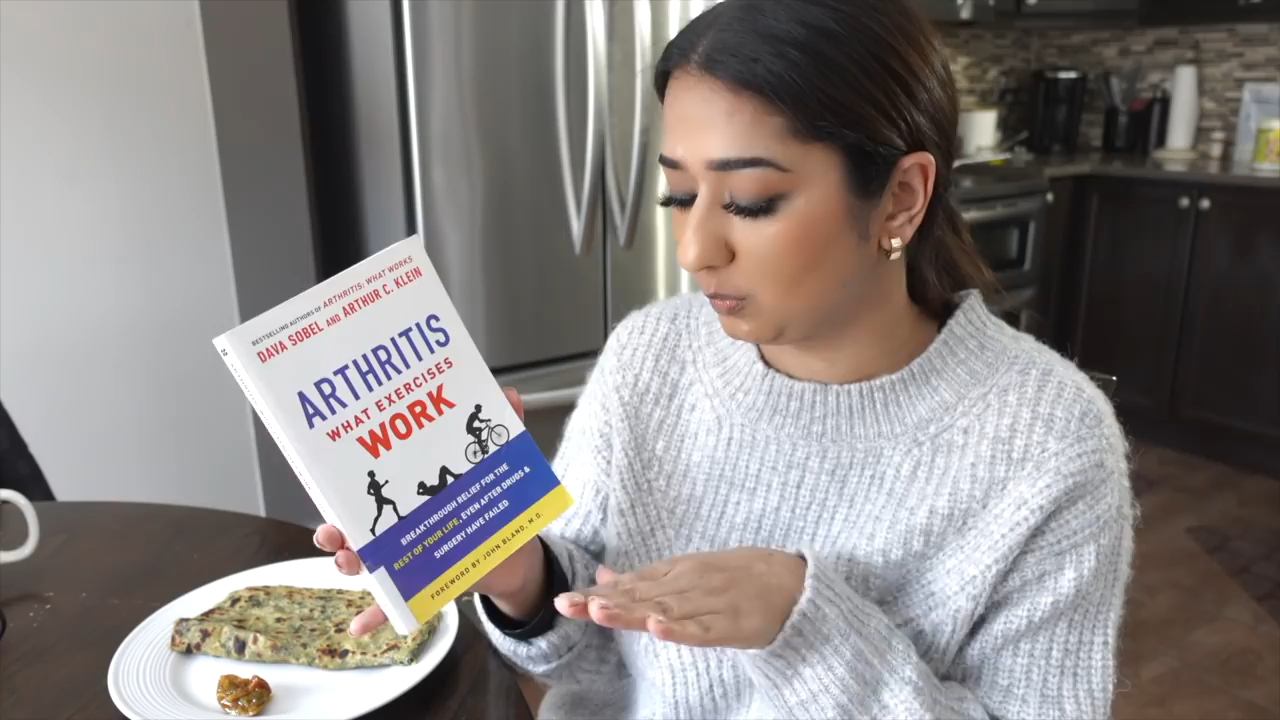 BESTSELLING AUTHORS OF ARTHRITIS: WHAT WORKS
DAVA SOBEL AND ARTHUR C. KLEIN
ARTHRITIS
WHAT EXERCISES
WORK
BREAKTHROUGH RELIEF FOR THE
REST OF YOUR LIFE, EVEN AFTER DRUGS &
SURGERY HAVE FAILED
FOREWORD BY JOHN BLAND, M.D.